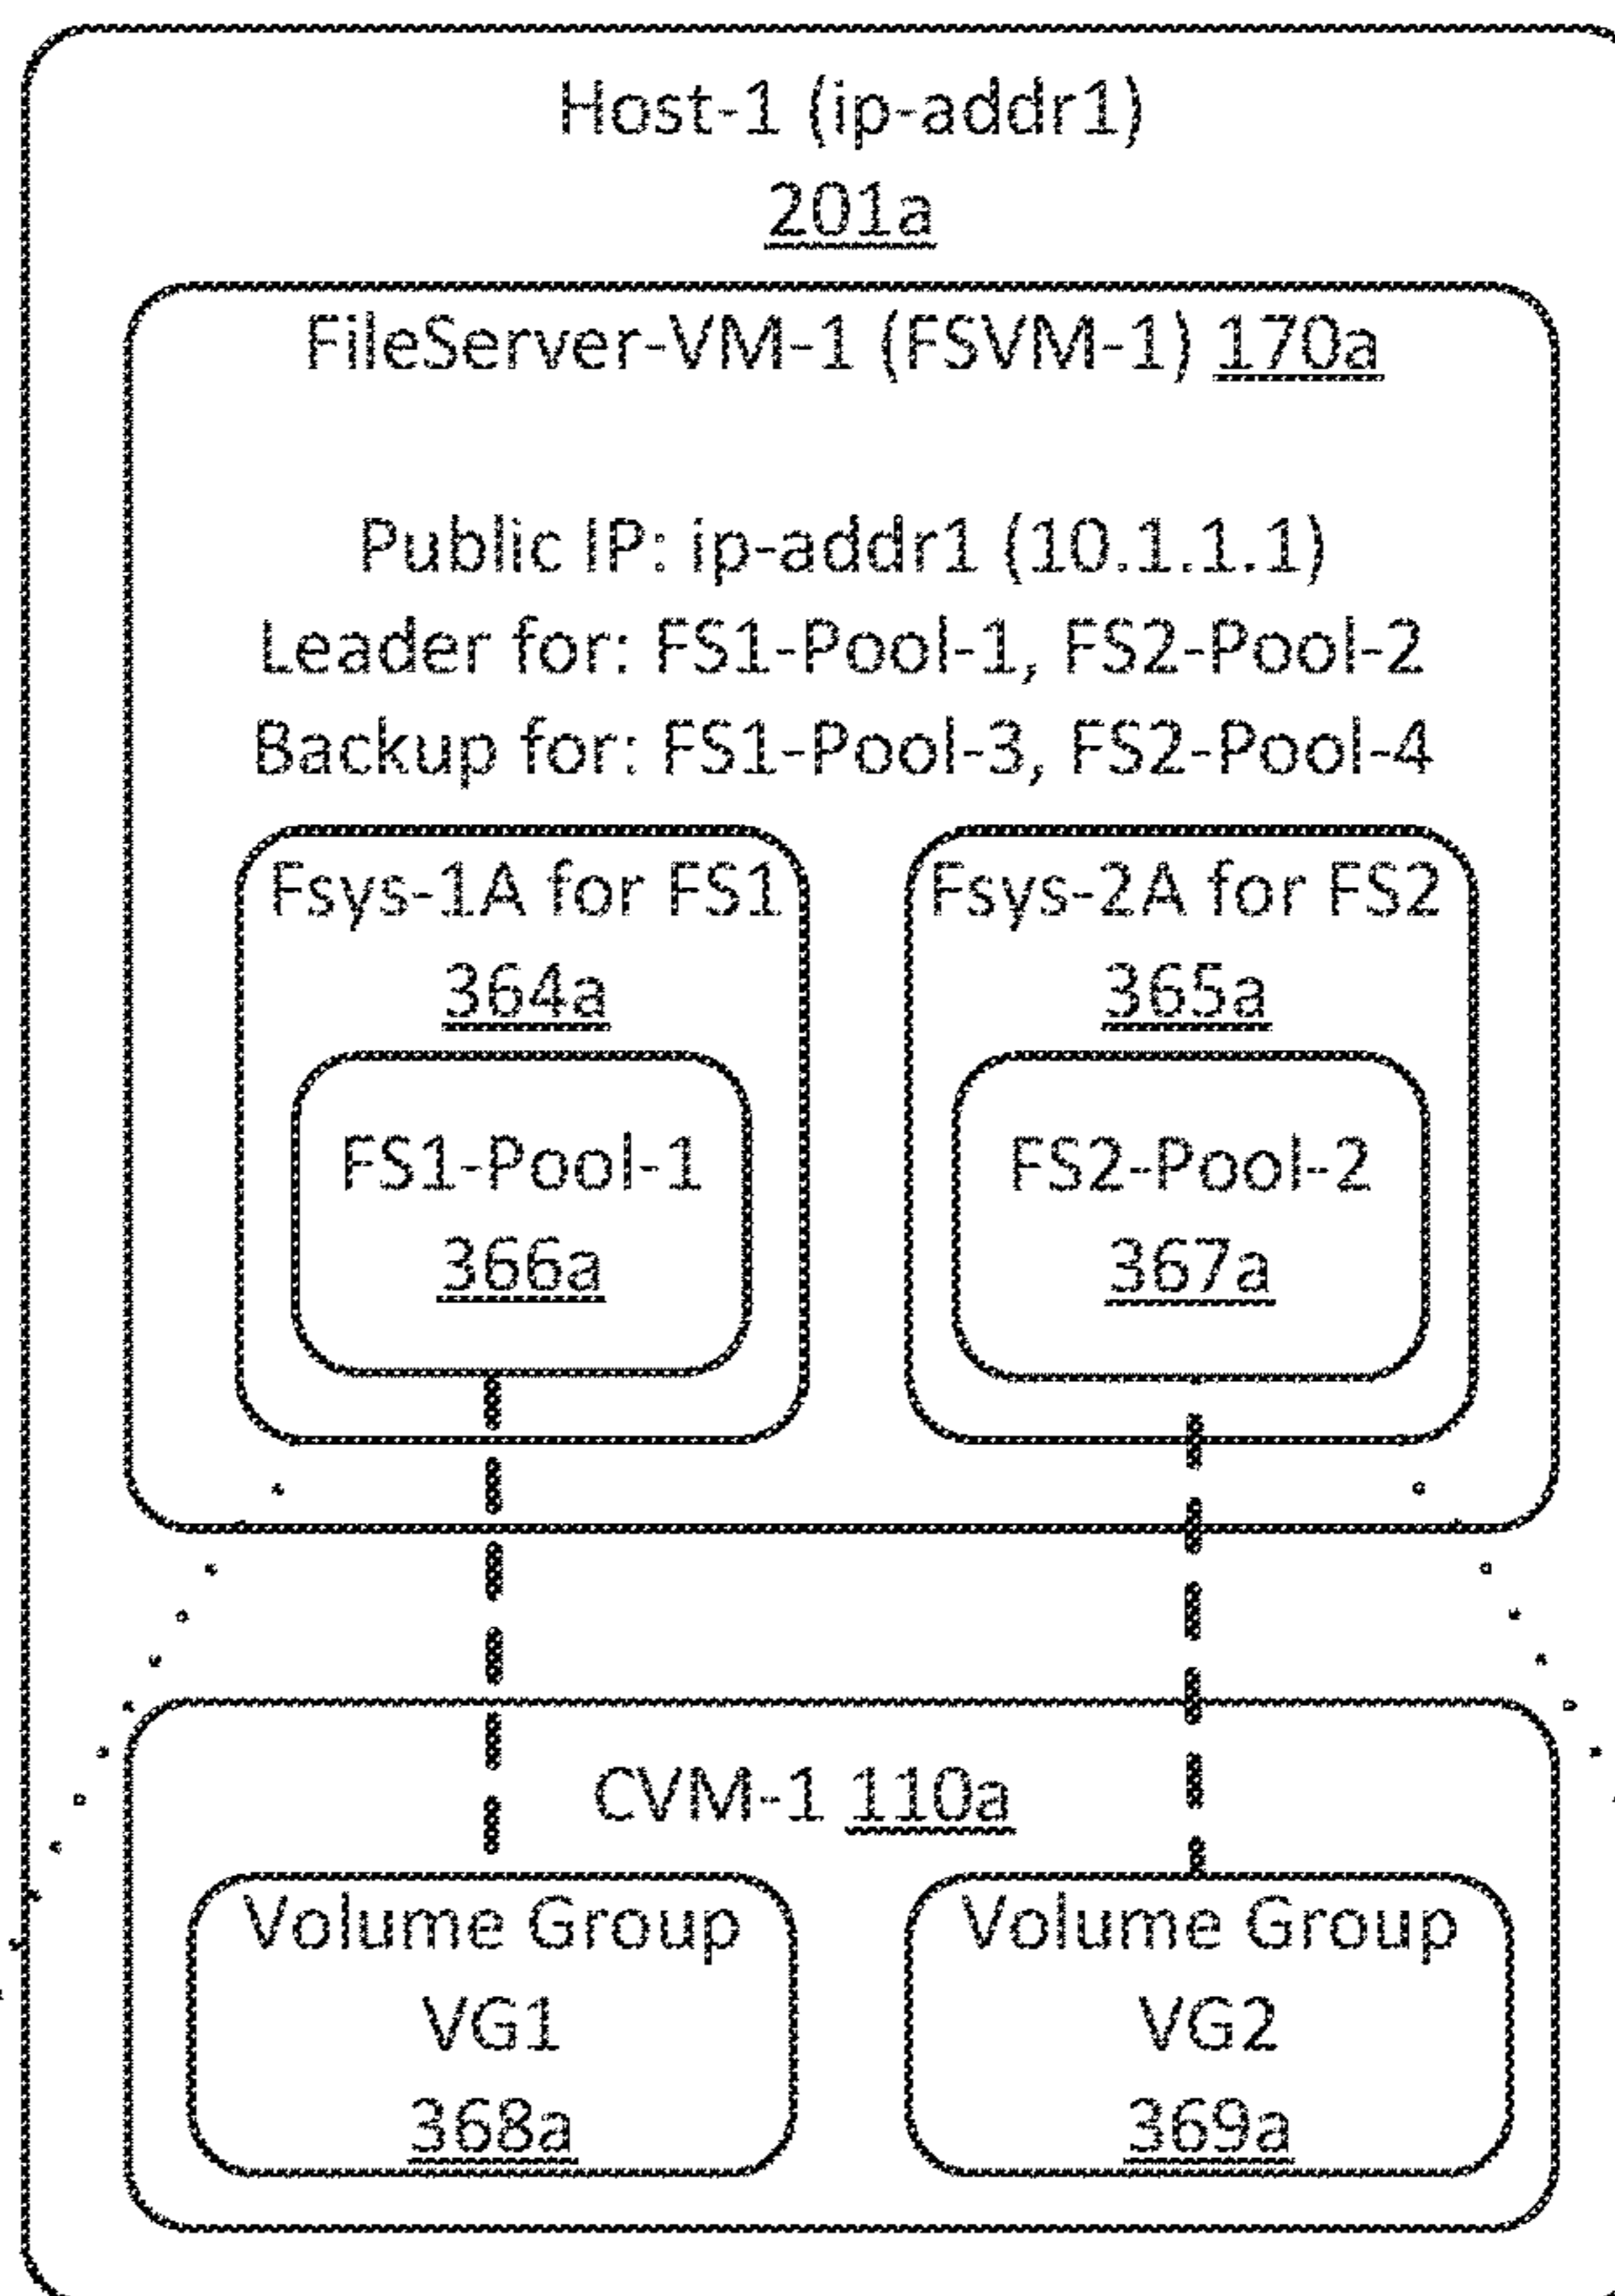 Host-1 (ip-addr1)
201a
FileServer-VM-1 (FSVM-1) 170a
Public IP: ip-addr1 (10.1.1.1)
Leader for: FS1-Pool-1, FS2-Pool-2
Backup for: FS1-Pool-3, FS2-Pool-4
Fsys-1A for FS1
364a
FS1-Pool-1
366a
Fsys-2A for FS2
365a
FS2-Pool-2
367a
CVM-1 110a
Volume Group
VG1
368a
Volume Group
VG2
369a